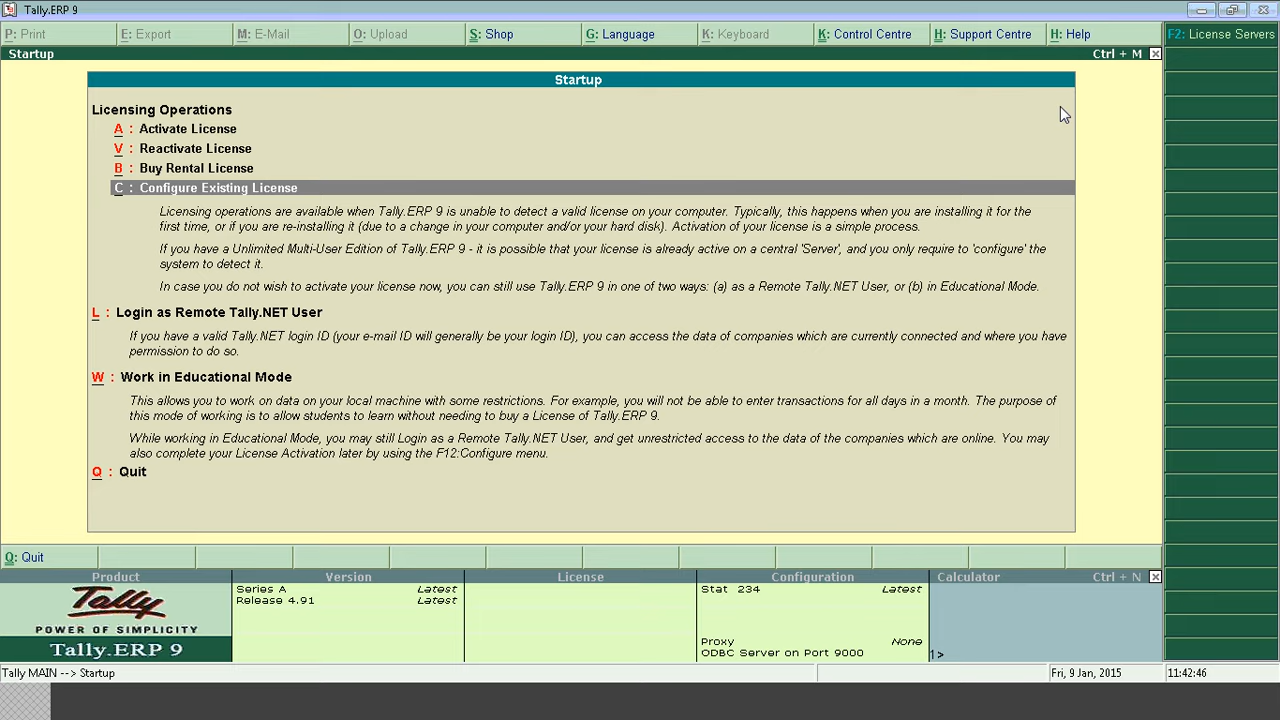 Tally.ERP 9
P: Print E: Export M: E-Mail O: Upload S: Shop G: Language K: Keyboard K: Control Centre H: Support Centre H: Help F2: License Servers
Startup Ctrl + M
Startup
Licensing Operations
A : Activate License
V : Reactivate License
B : Buy Rental License
C : Configure Existing License
Licensing operations are available when Tally.ERP 9 is unable to detect a valid license on your computer. Typically, this happens when you are installing it for the
first time, or if you are re-installing it (due to a change in your computer and/or your hard disk). Activation of your license is a simple process.
If you have a Unlimited Multi-User Edition of Tally.ERP 9 - it is possible that your license is already active on a central 'Server', and you only require to 'configure' the
system to detect it.
In case you do not wish to activate your license now, you can still use Tally.ERP 9 in one of two ways: (a) as a Remote Tally.NET User, or (b) in Educational Mode.
L : Login as Remote Tally.NET User
If you have a valid Tally.NET login ID (your e-mail ID will generally be your login ID), you can access the data of companies which are currently connected and where you have
permission to do so.
W : Work in Educational Mode
This allows you to work on data on your local machine with some restrictions. For example, you will not be able to enter transactions for all days in a month. The purpose of
this mode of working is to allow students to learn without needing to buy a License of Tally.ERP 9.
While working in Educational Mode, you may still Login as a Remote Tally.NET User, and get unrestricted access to the data of the companies which are online. You may
also complete your License Activation later by using the F12:Configure menu.
Q : Quit
Q: Quit
Product Version License Configuration Calculator Ctrl + N
Tally
POWER OF SIMPLICITY
Tally.ERP 9
Series A Latest
Release 4.91 Latest
Stat 234 Latest
Proxy None
ODBC Server on Port 9000
1>
Tally MAIN --> Startup Fri, 9 Jan, 2015 11:42:46